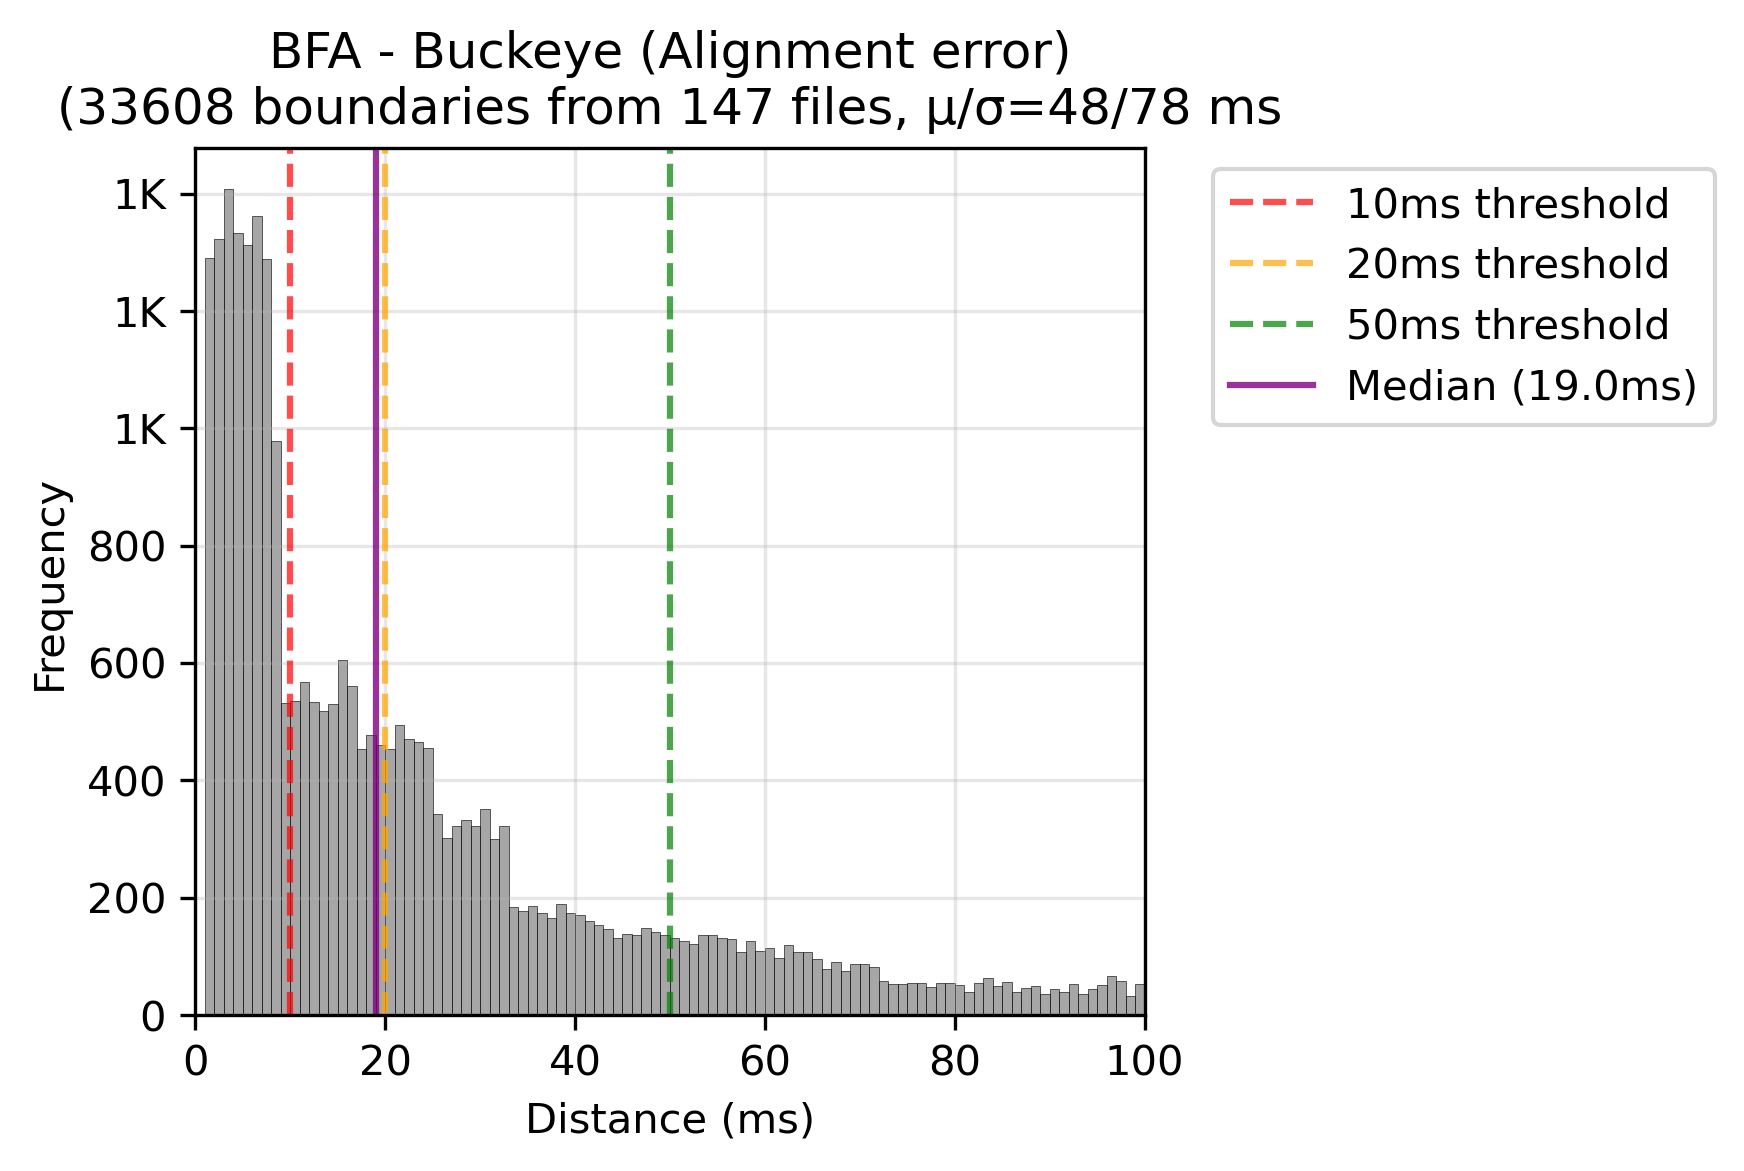 BFA - Buckeye (Alignment error)
(33608 boundaries from 147 files, μ/σ=48/78 ms
1K
1K
1K
800
600
400
200
0
Frequency
0 20 40 60 80 100
Distance (ms)
10ms threshold
20ms threshold
50ms threshold
Median (19.0ms)